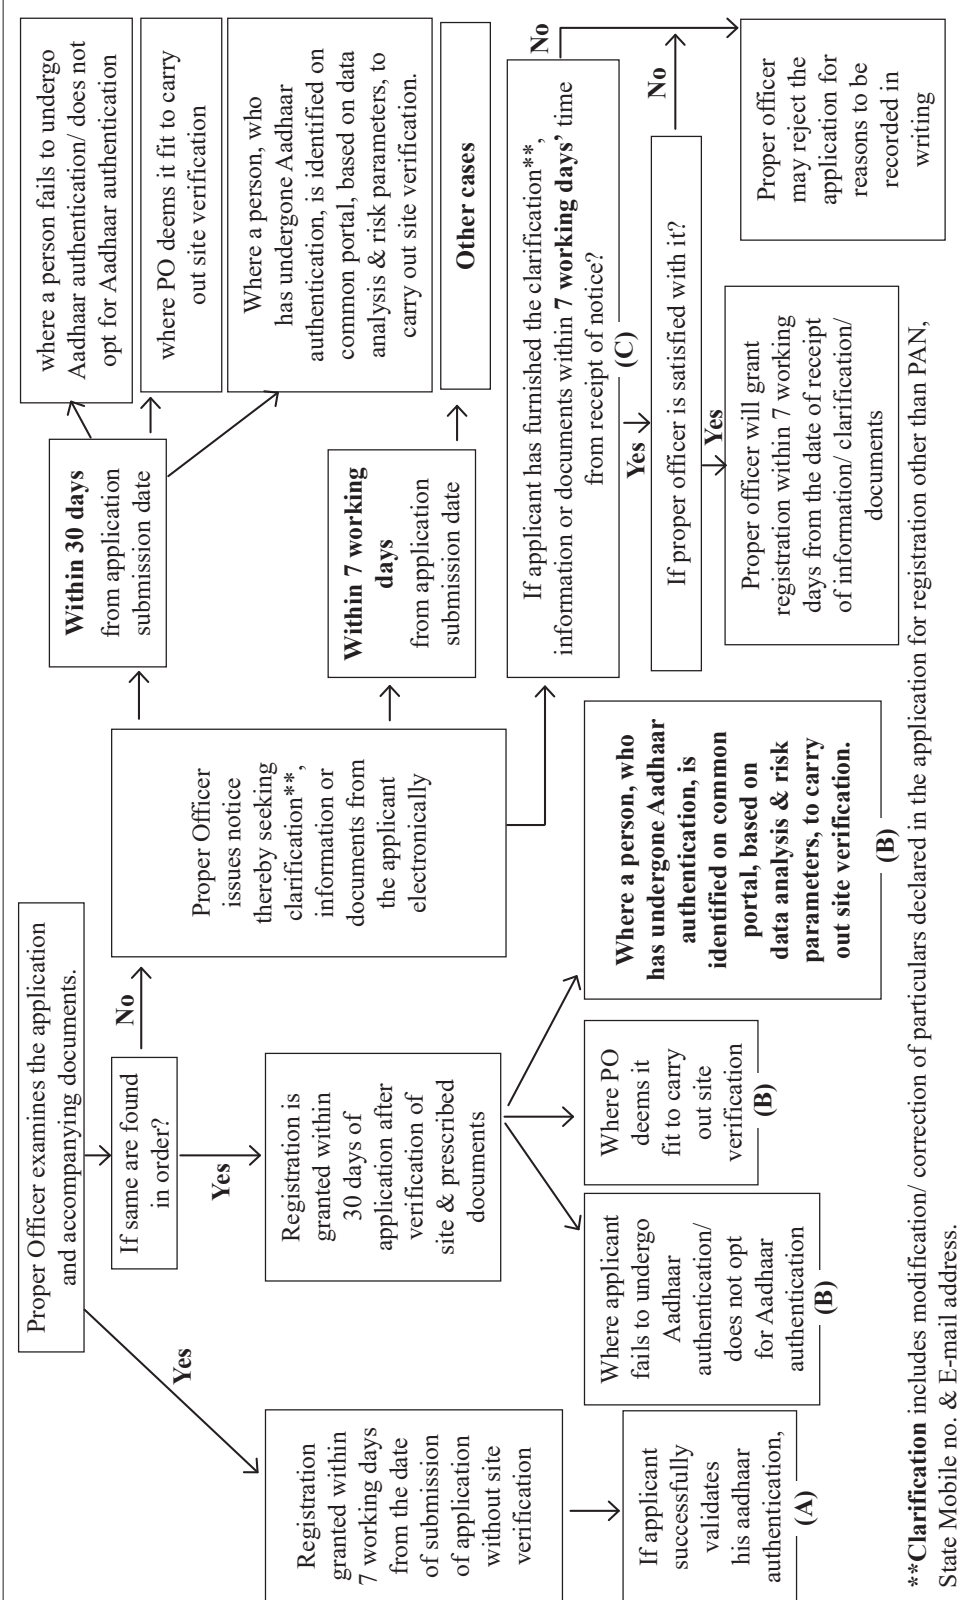 Proper Officer examines the application
and accompanying documents.
Yes
If same are found
in order?
No
Yes
Registration
granted within
7 working days
from the date
of submission
of application
without site
verification
If applicant
successfully
validates
his aadhaar
authentication,
(A)
Registration is
granted within
30 days of
application after
verification of
site & prescribed
documents
Where applicant
fails to undergo
Aadhaar
authentication/
does not opt
for Aadhaar
authentication
(B)
Where PO
deems it
fit to carry
out site
verification
(B)
Where a person, who
has undergone Aadhaar
authentication, is
identified on common
portal, based on
data analysis & risk
parameters, to carry
out site verification.
(B)
Proper Officer
issues notice
thereby seeking
clarification**,
information or
documents from
the applicant
electronically
Within 30 days
from application
submission date
where a person fails to undergo
Aadhaar authentication/ does not
opt for Aadhaar authentication
where PO deems it fit to carry
out site verification
Where a person, who
has undergone Aadhaar
authentication, is identified on
common portal, based on data
analysis & risk parameters, to
carry out site verification.
Within 7 working
days
from application
submission date
Other cases
If applicant has furnished the clarification**,
information or documents within 7 working days' time
from receipt of notice?
(C)
No
Yes
If proper officer is satisfied with it?
No
Yes
Proper officer will grant
registration within 7 working
days from the date of receipt
of information/ clarification/
documents
Proper officer
may reject the
application for
reasons to be
recorded in
writing
**Clarification includes modification/ correction of particulars declared in the application for registration other than PAN,
State Mobile no. & E-mail address.